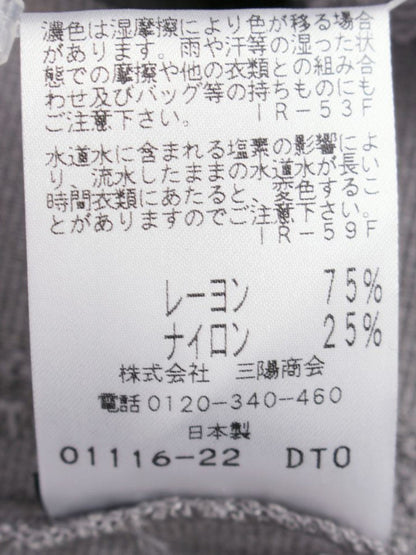 濃色は湿摩擦により色が移る場合
があります。雨や汗等の湿った状
態での摩擦や他の衣類との組み合
わせ及びバッグ等の持ちものにも
ご注意下さい。 ーR-53F
水道水に含まれる塩素の影響によ
り、流水したままの水道水に長い
時間衣類にあたると、変色するこ
とがありますのでご注意下さい。
ーR-59F
レーヨン 75%
ナイロン 25%
株式会社 三陽商会
電話0120-340-460
日本製
01116-22 DTO